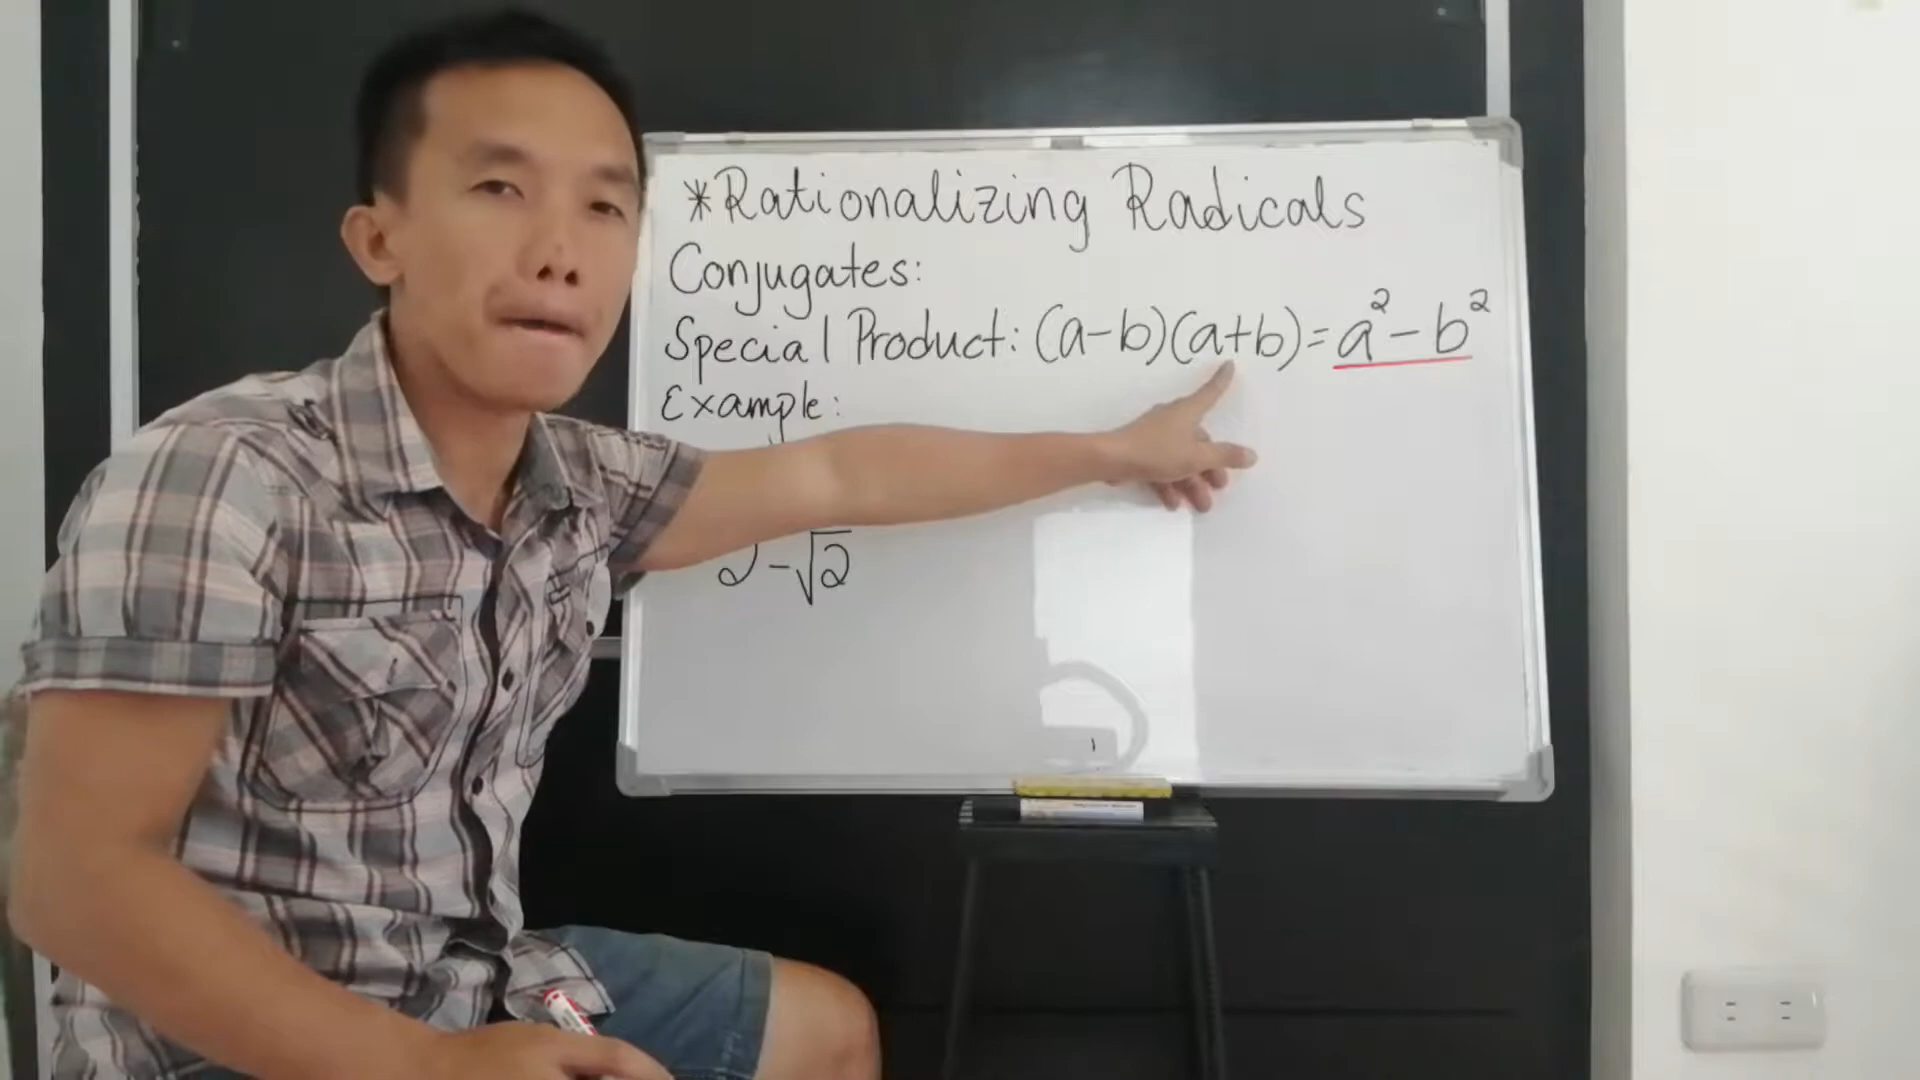 *Rationalizing Radicals
Conjugates:
Special Product: (a-b)(a+b)=a²-b²
Example:
2-√2